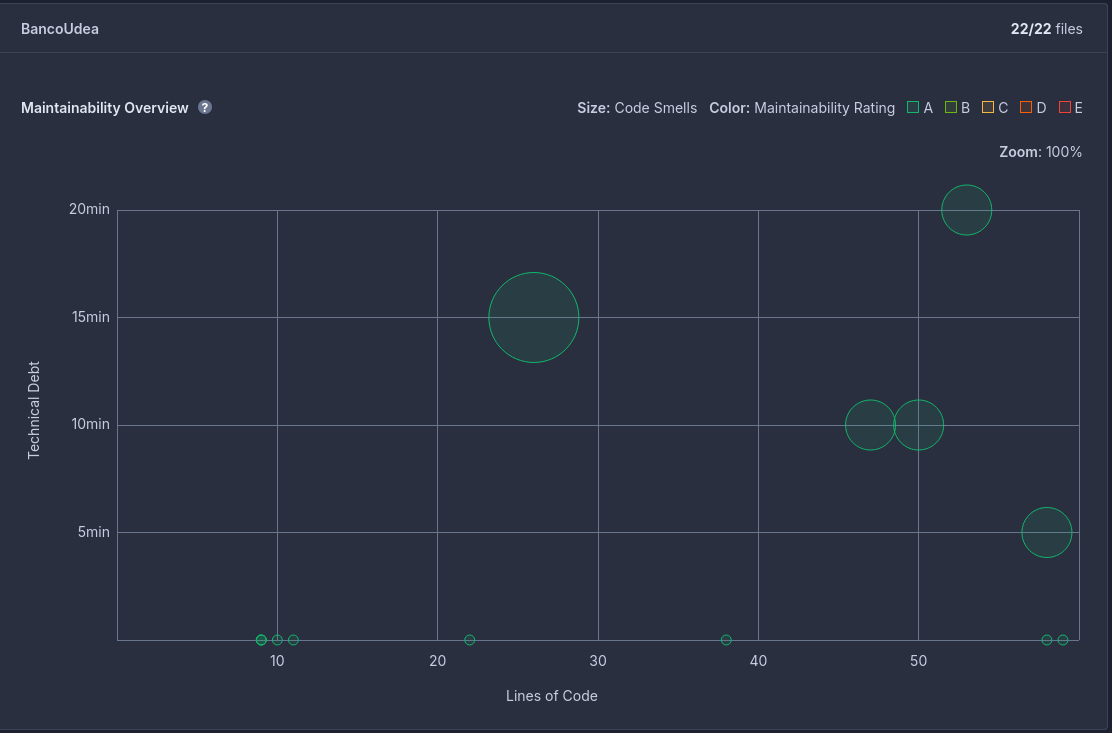 BancoUdea
22/22 files
Maintainability Overview ?
Size: Code Smells Color: Maintainability Rating A B C D E
Zoom: 100%
20min
15min
10min
5min
Technical Debt
10 20 30 40 50
Lines of Code